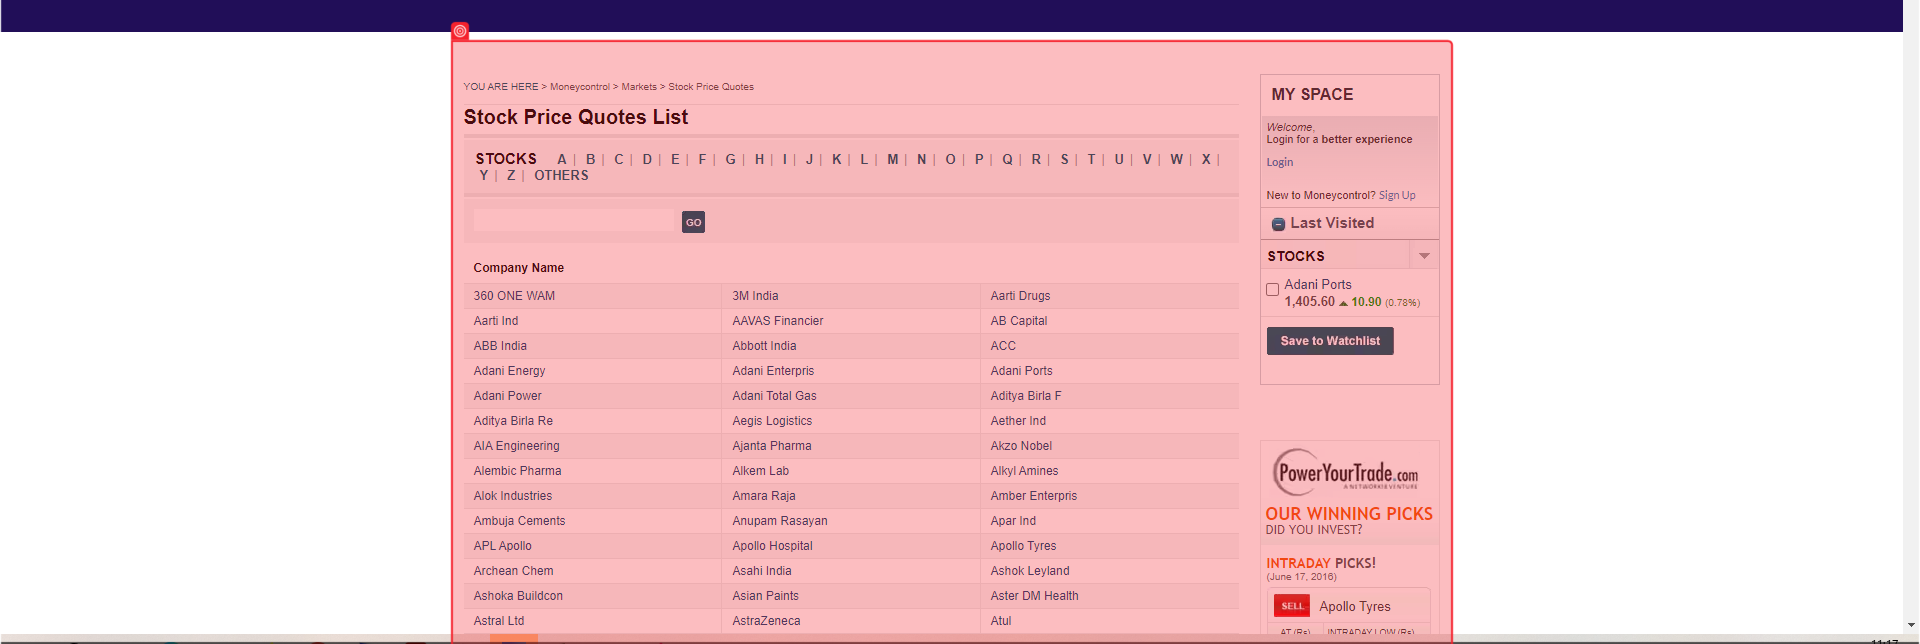 YOU ARE HERE > Moneycontrol > Markets > Stock Price Quotes
Stock Price Quotes List
STOCKS A | B | C | D | E | F | G | H | I | J | K | L | M | N | O | P | Q | R | S | T | U | V | W | X |
Y | Z | OTHERS
GO
Company Name
360 ONE WAM 3M India Aarti Drugs
Aarti Ind AAVAS Financier AB Capital
ABB India Abbott India ACC
Adani Energy Adani Enterpris Adani Ports
Adani Power Adani Total Gas Aditya Birla F
Aditya Birla Re Aegis Logistics Aether Ind
AIA Engineering Ajanta Pharma Akzo Nobel
Alembic Pharma Alkem Lab Alkyl Amines
Alok Industries Amara Raja Amber Enterpris
Ambuja Cements Anupam Rasayan Apar Ind
APL Apollo Apollo Hospital Apollo Tyres
Archean Chem Asahi India Ashok Leyland
Ashoka Buildcon Asian Paints Aster DM Health
Astral Ltd AstraZeneca Atul
MY SPACE
Welcome,
Login for a better experience
Login
New to Moneycontrol? Sign Up
Last Visited
STOCKS
Adani Ports
1,405.60 ▲ 10.90 (0.78%)
Save to Watchlist
PowerYourTrade.com
A NETWORK18 VENTURE
OUR WINNING PICKS
DID YOU INVEST?
INTRADAY PICKS!
(June 17, 2016)
SELL Apollo Tyres
AT (Rs) INTRADAY LOW (Rs)
11:17